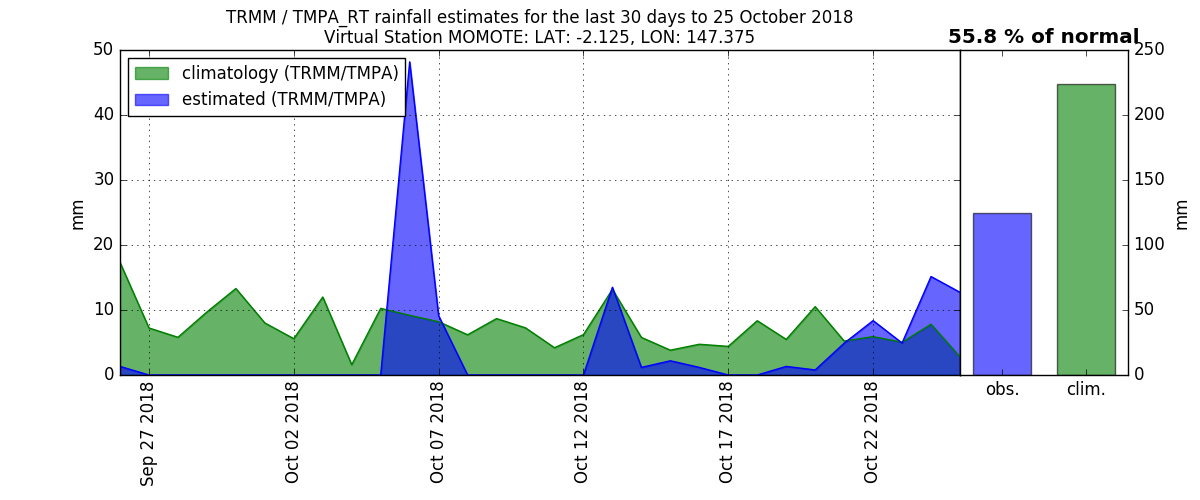 TRMM / TMPA_RT rainfall estimates for the last 30 days to 25 October 2018
Virtual Station MOMOTE: LAT: -2.125, LON: 147.375
55.8 % of normal
climatology (TRMM/TMPA)
estimated (TRMM/TMPA)
50
40
30
20
10
0
mm
Sep 27 2018
Oct 02 2018
Oct 07 2018
Oct 12 2018
Oct 17 2018
Oct 22 2018
obs.
clim.
250
200
150
100
50
0
mm